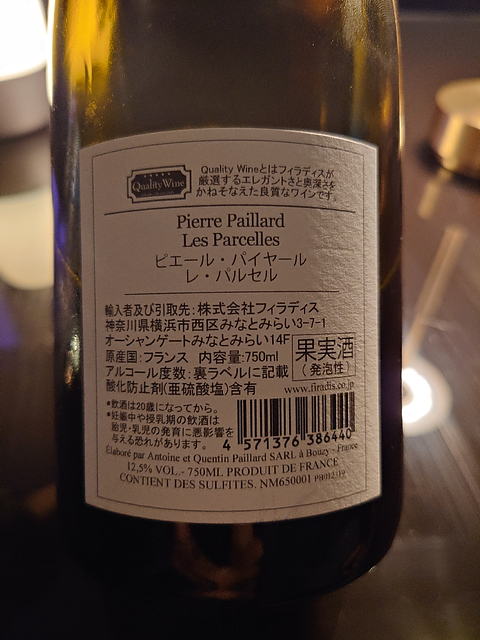 Quality Wine
Quality Wineとはフィラディスが
厳選するエレガントさと奥深さを
かねそなえた良質なワインです。
Pierre Paillard
Les Parcelles
ピエール・パイヤール
レ・パルセル
輸入者及び引取先:株式会社フィラディス
神奈川県横浜市西区みなとみらい3-7-1
オーシャンゲートみなとみらい14F
原産国:フランス 内容量:750ml
アルコール度数:裏ラベルに記載
酸化防止剤(亜硫酸塩)含有
果実酒
(発泡性)
www.firadis.co.jp
*飲酒は20歳になってから。
*妊娠中や授乳期の飲酒は
胎児・乳児の発育に悪影響を
与える恐れがあります。
4 571376 386440
Élaboré par Antoine et Quentin Paillard SARL à Bouzy - France
12,5% VOL.- 750ML PRODUIT DE FRANCE
CONTIENT DES SULFITES. NM650001